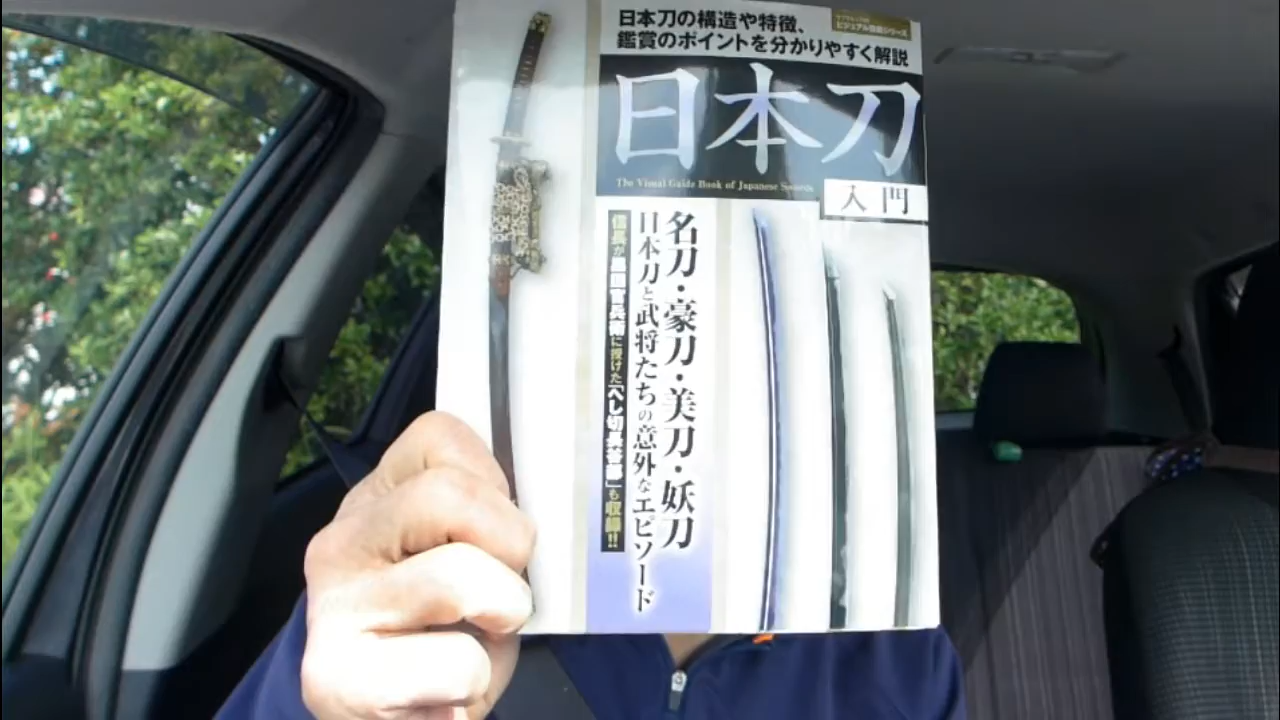 日本刀の構造や特徴、
鑑賞のポイントを分かりやすく解説
ビジュアル図鑑シリーズ
日本刀
The Visual Guide Book of Japanese Swords
入門
名刀・豪刀・美刀・妖刀
日本刀と武将たちの意外なエピソード
信長が黒田官兵衛に授けた「へし切長谷部」も収録!!